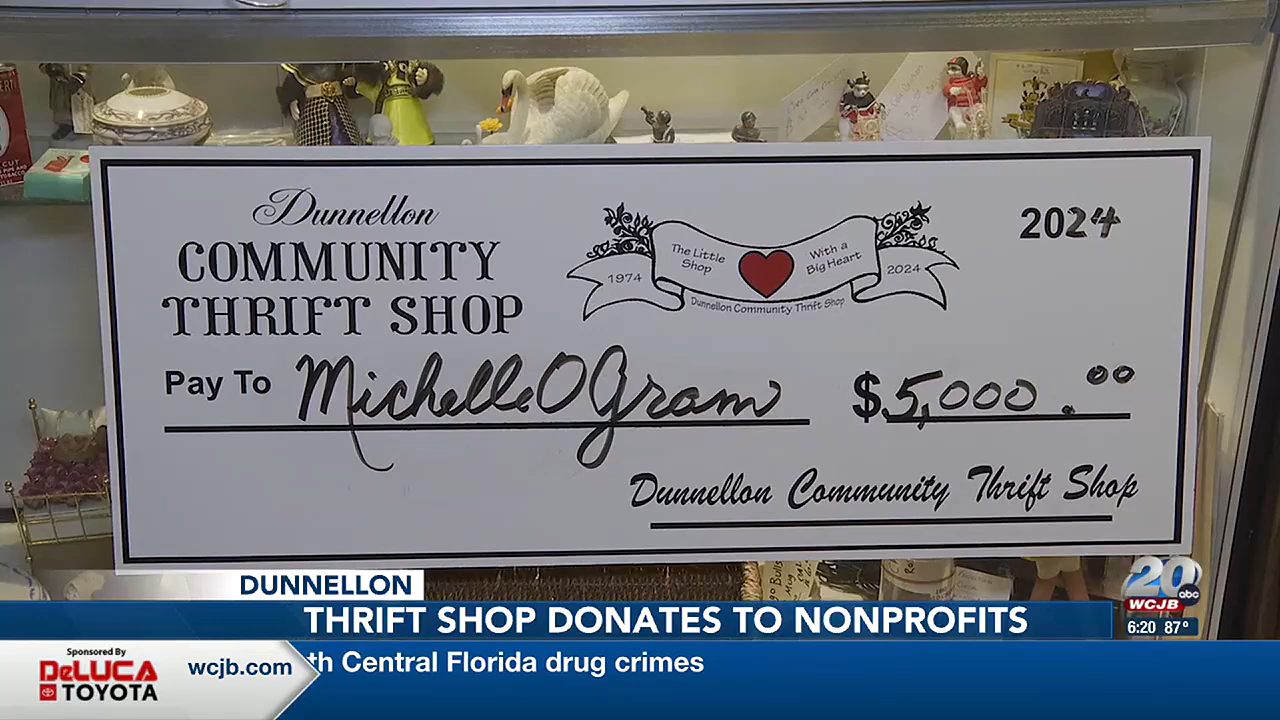 Dunnellon
COMMUNITY
THRIFT SHOP
The Little
Shop
With a
Big Heart
1974
2024
Dunnellon Community Thrift Shop
2024
Pay To Michelle O Gram $5,000.00
Dunnellon Community Thrift Shop
DUNNELLON
THRIFT SHOP DONATES TO NONPROFITS
20
abc
WCJB
6:20 87°
Sponsored By
DELUCA
TOYOTA
wcjb.com
th Central Florida drug crimes